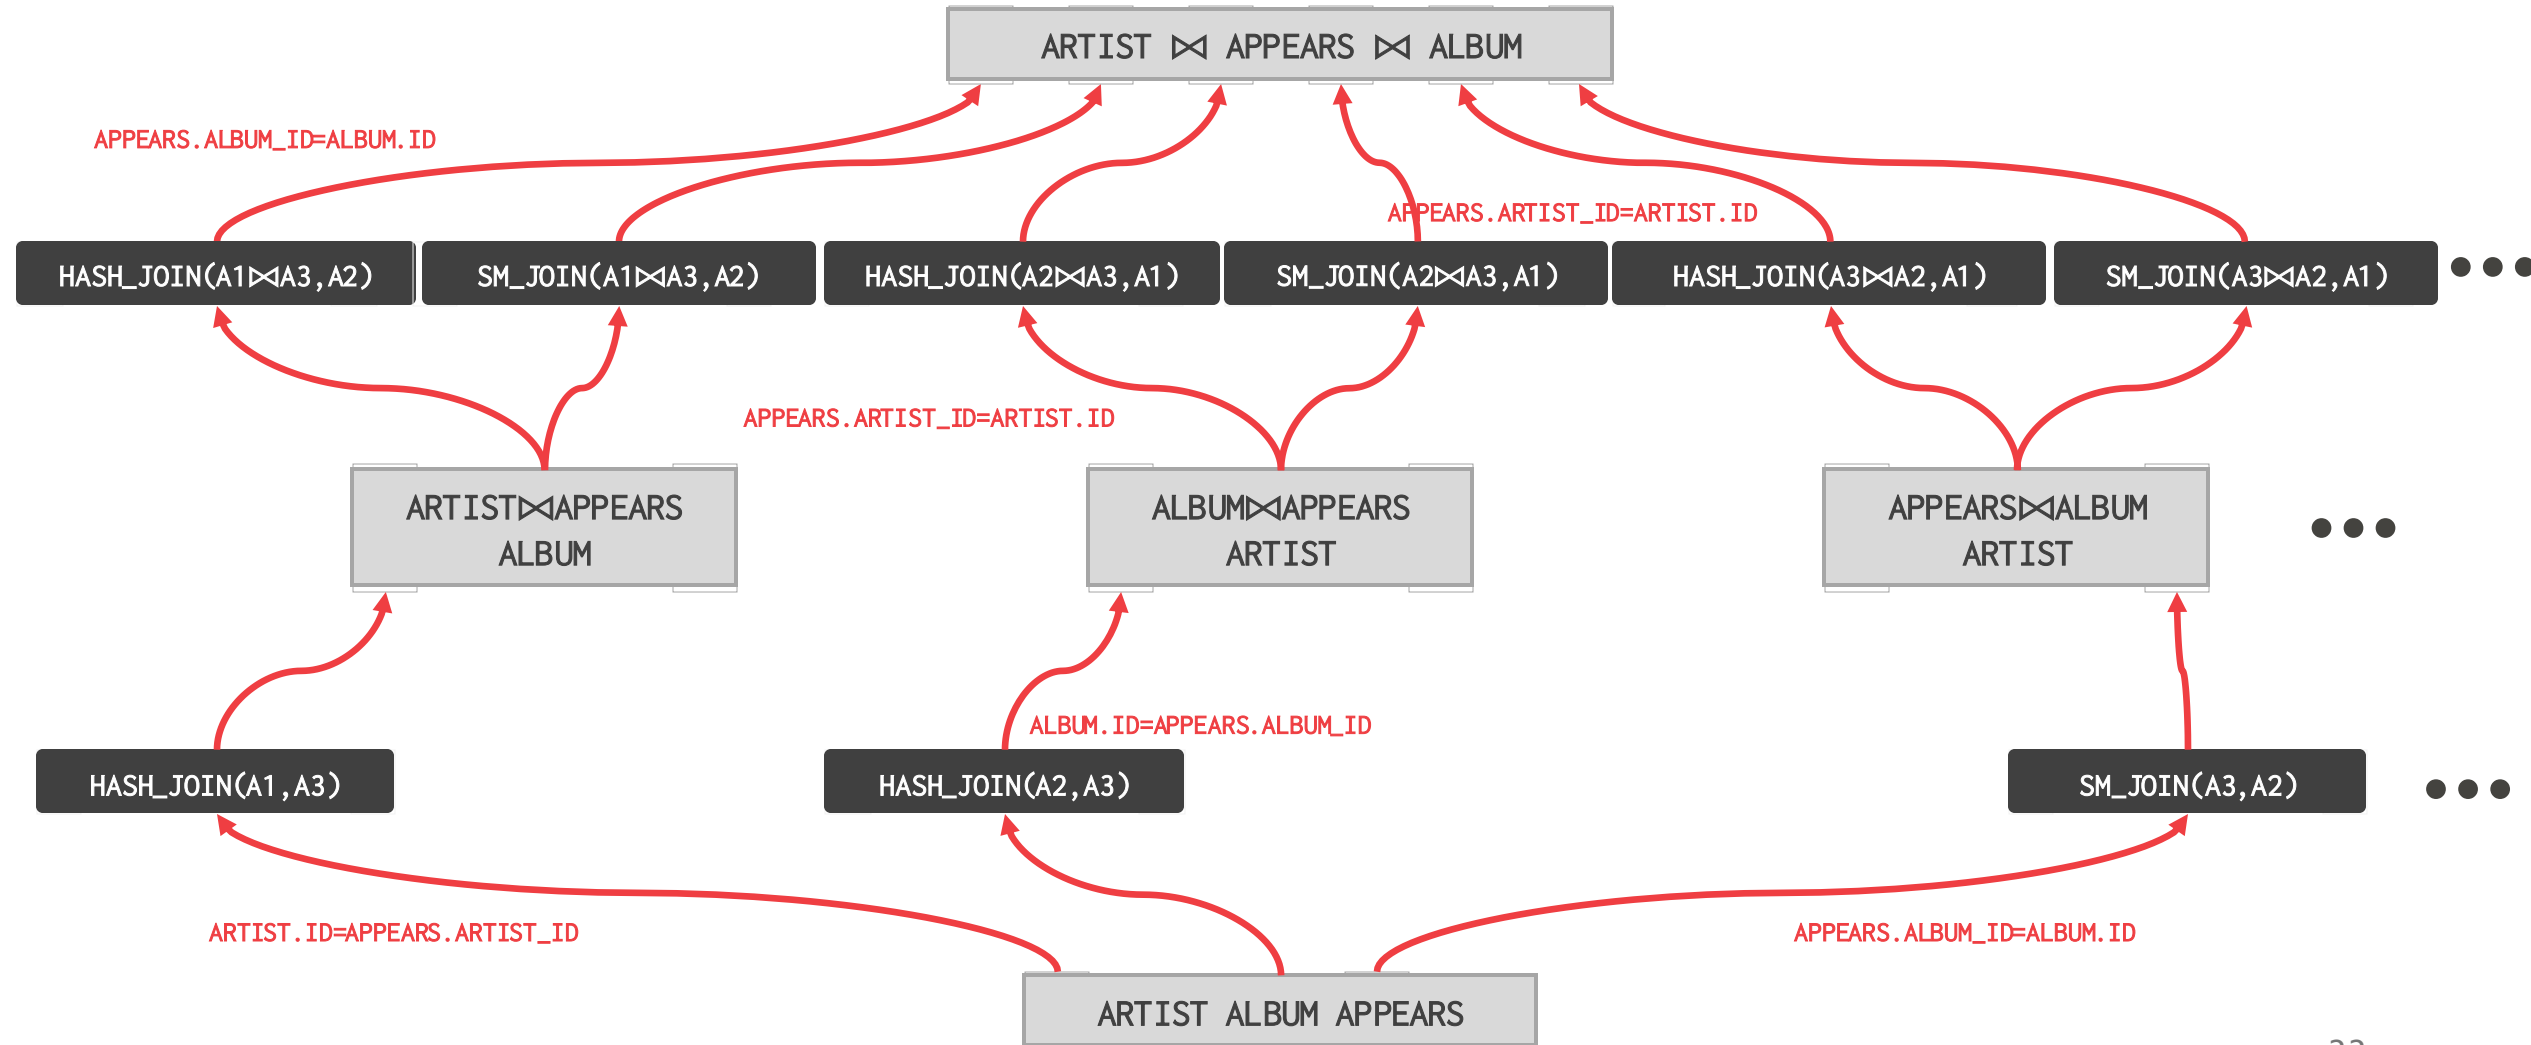 ARTIST ⋈ APPEARS ⋈ ALBUM
APPEARS.ALBUM_ID=ALBUM.ID
APPEARS.ARTIST_ID=ARTIST.ID
HASH_JOIN(A1⋈A3,A2)
SM_JOIN(A1⋈A3,A2)
HASH_JOIN(A2⋈A3,A1)
SM_JOIN(A2⋈A3,A1)
HASH_JOIN(A3⋈A2,A1)
SM_JOIN(A3⋈A2,A1)
•••
APPEARS.ARTIST_ID=ARTIST.ID
ARTIST⋈APPEARS
ALBUM
ALBUM⋈APPEARS
ARTIST
APPEARS⋈ALBUM
ARTIST
•••
ALBUM.ID=APPEARS.ALBUM_ID
HASH_JOIN(A1,A3)
HASH_JOIN(A2,A3)
SM_JOIN(A3,A2)
•••
ARTIST.ID=APPEARS.ARTIST_ID
APPEARS.ALBUM_ID=ALBUM.ID
ARTIST ALBUM APPEARS